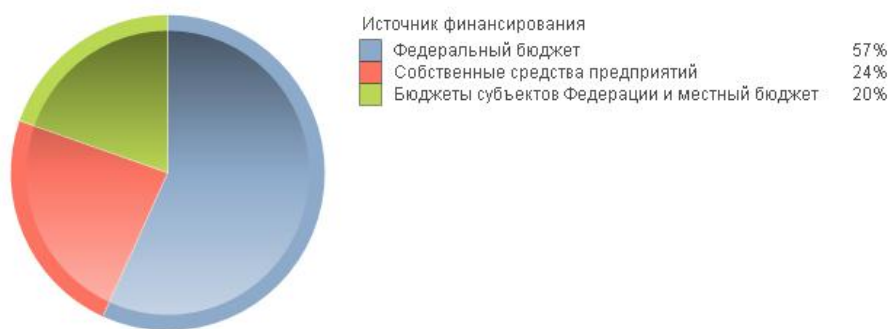 Источник финансирования
Федеральный бюджет 57%
Собственные средства предприятий 24%
Бюджеты субъектов Федерации и местный бюджет 20%